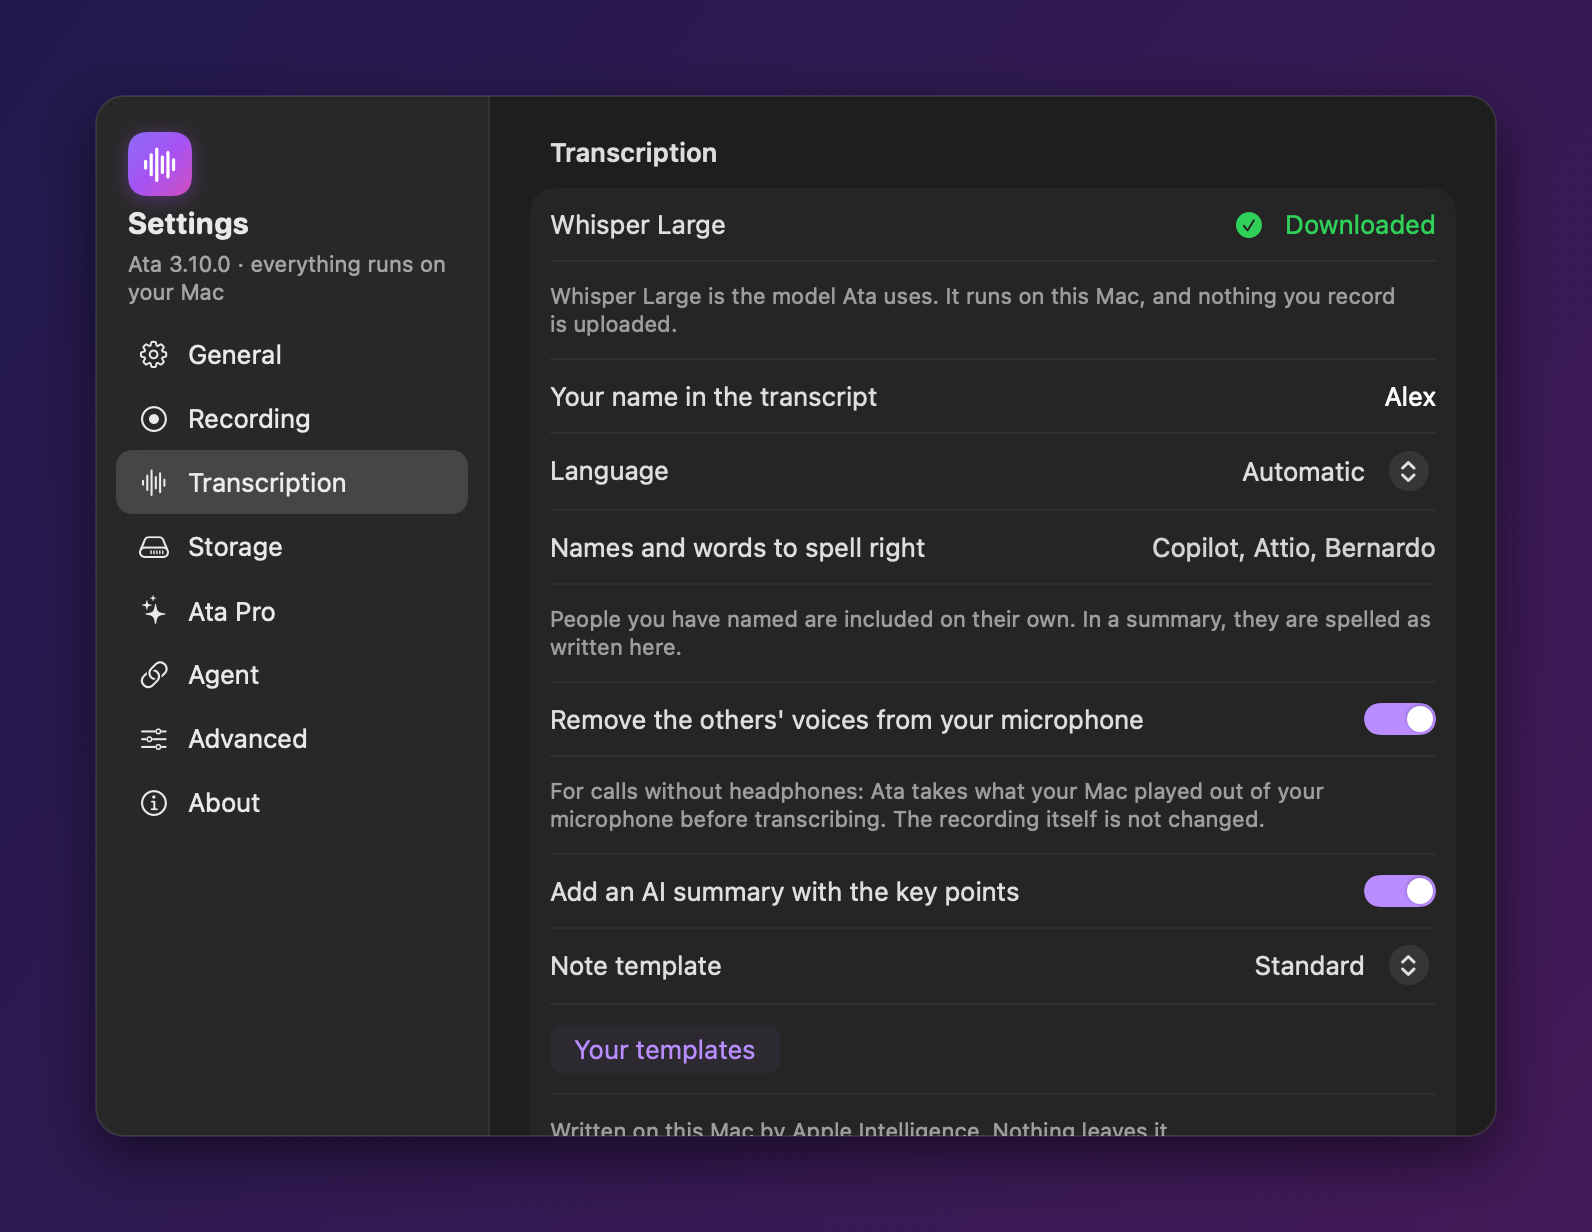 Settings
Ata 3.10.0 · everything runs on
your Mac
General
Recording
Transcription
Storage
Ata Pro
Agent
Advanced
About
Transcription
Whisper Large
Downloaded
Whisper Large is the model Ata uses. It runs on this Mac, and nothing you record
is uploaded.
Your name in the transcript
Alex
Language
Automatic
Names and words to spell right
Copilot, Attio, Bernardo
People you have named are included on their own. In a summary, they are spelled as
written here.
Remove the others' voices from your microphone
For calls without headphones: Ata takes what your Mac played out of your
microphone before transcribing. The recording itself is not changed.
Add an AI summary with the key points
Note template
Standard
Your templates
Written on this Mac by Apple Intelligence. Nothing leaves it.